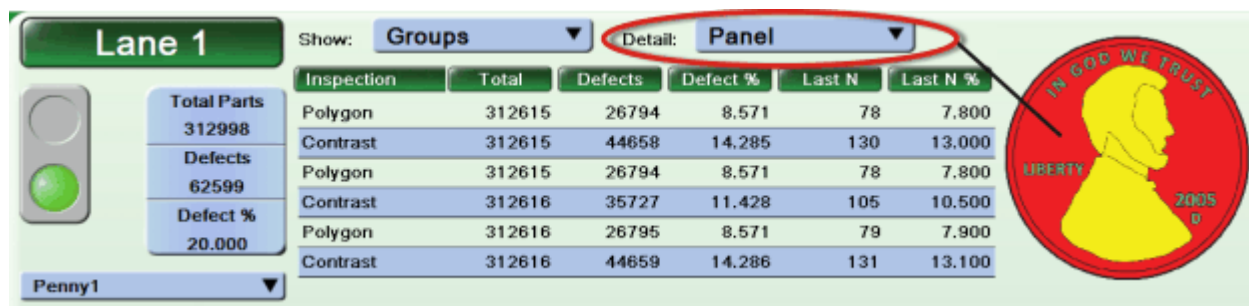 Lane 1
Show: Groups
Detail: Panel
Total Parts
312998
Defects
62599
Defect %
20.000
Penny1
Inspection Total Defects Defect % Last N Last N %
Polygon 312615 26794 8.571 78 7.800
Contrast 312615 44658 14.285 130 13.000
Polygon 312615 26794 8.571 78 7.800
Contrast 312616 35727 11.428 105 10.500
Polygon 312616 26795 8.571 79 7.900
Contrast 312616 44659 14.286 131 13.100
IN GOD WE TRUST
LIBERTY
2005
D